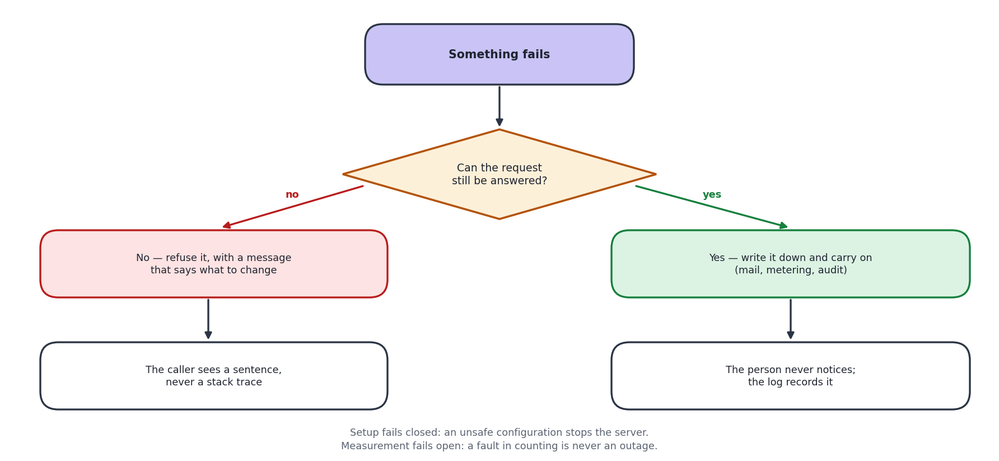 Something fails
Can the request
still be answered?
no
yes
No — refuse it, with a message
that says what to change
Yes — write it down and carry on
(mail, metering, audit)
The caller sees a sentence,
never a stack trace
The person never notices;
the log records it
Setup fails closed: an unsafe configuration stops the server.
Measurement fails open: a fault in counting is never an outage.